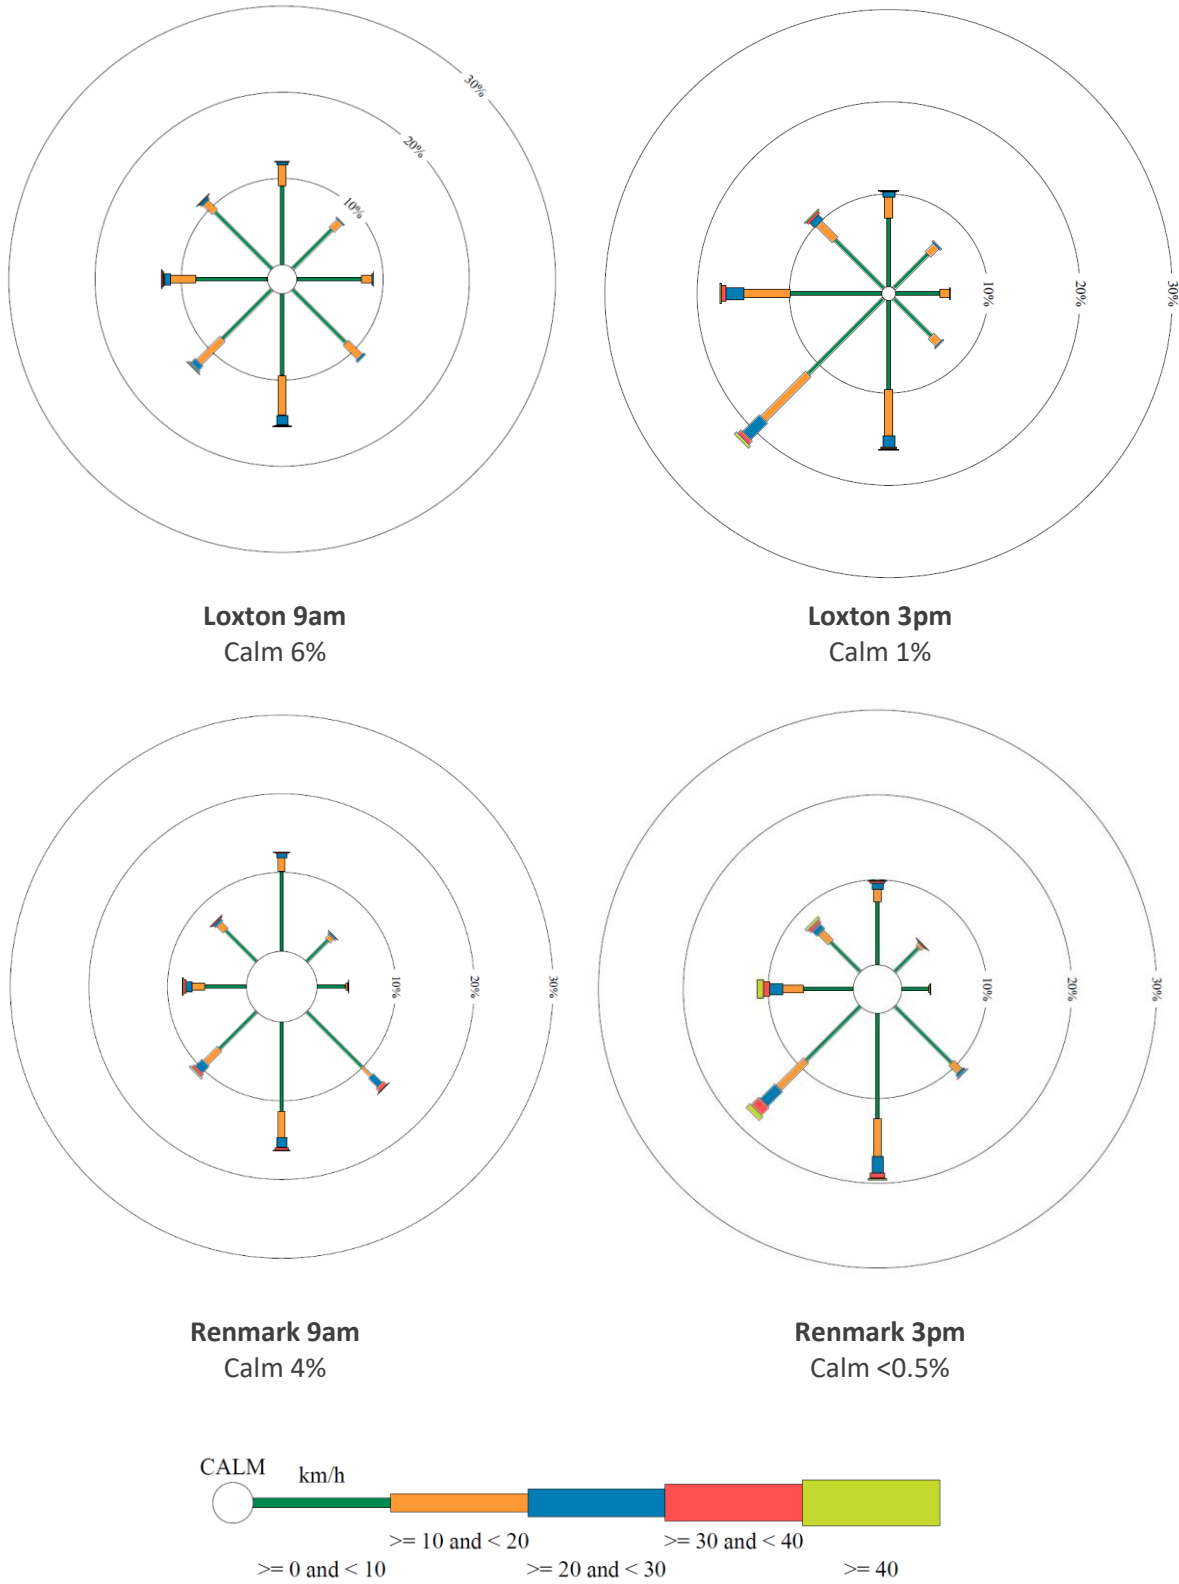 30%
20%
10%
10%
20%
30%
Loxton 9am
Calm 6%
Loxton 3pm
Calm 1%
10%
20%
30%
10%
20%
30%
Renmark 9am
Calm 4%
Renmark 3pm
Calm <0.5%
CALM
km/h
>= 10 and < 20
>= 30 and < 40
>= 0 and < 10
>= 20 and < 30
>= 40